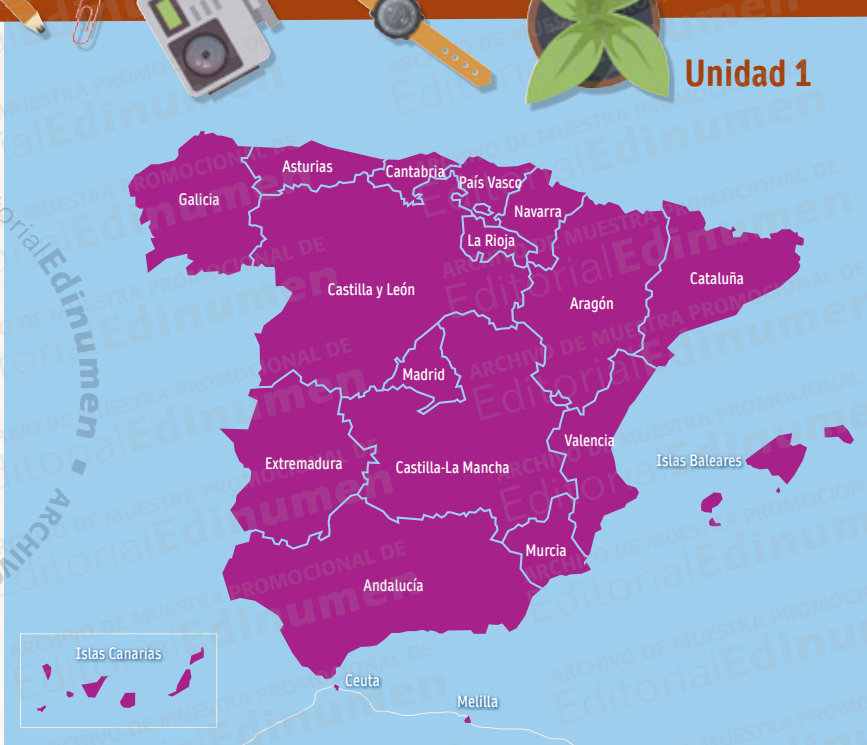 Unidad 1
Asturias
Cantabria
País Vasco
Galicia
Navarra
La Rioja
Castilla y León
Aragón
Cataluña
Madrid
Valencia
Islas Baleares
Extremadura
Castilla-La Mancha
Murcia
Andalucía
Islas Canarias
Ceuta
Melilla
ARCHIVO DE MUESTRA PROMOCIONAL DE
Editorial Edinumen